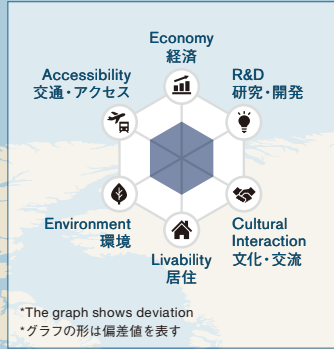 Economy
経済
Accessibility
交通・アクセス
R&D
研究・開発
Environment
環境
Cultural
Interaction
文化・交流
Livability
居住
*The graph shows deviation
*グラフの形は偏差値を表す